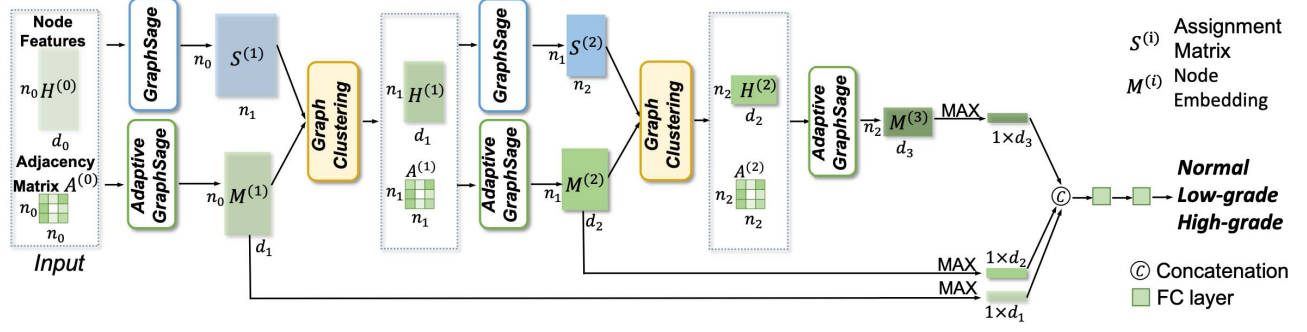 Node
Features
n₀ H⁽⁰⁾
d₀
Adjacency
Matrix A⁽⁰⁾
n₀
n₀
Input
GraphSage
Adaptive
GraphSage
n₀ S⁽¹⁾
n₁
n₀ M⁽¹⁾
d₁
Graph
Clustering
n₁ H⁽¹⁾
d₁
A⁽¹⁾
n₁
n₁
GraphSage
Adaptive
GraphSage
n₁ S⁽²⁾
n₂
n₁ M⁽²⁾
d₂
Graph
Clustering
n₂ H⁽²⁾
d₂
A⁽²⁾
n₂
n₂
Adaptive
GraphSage
n₂ M⁽³⁾
d₃
MAX
1×d₃
MAX
1×d₂
MAX
1×d₁
C
Normal
Low-grade
High-grade
S⁽ⁱ⁾ Assignment
Matrix
M⁽ⁱ⁾ Node
Embedding
C Concatenation
FC layer